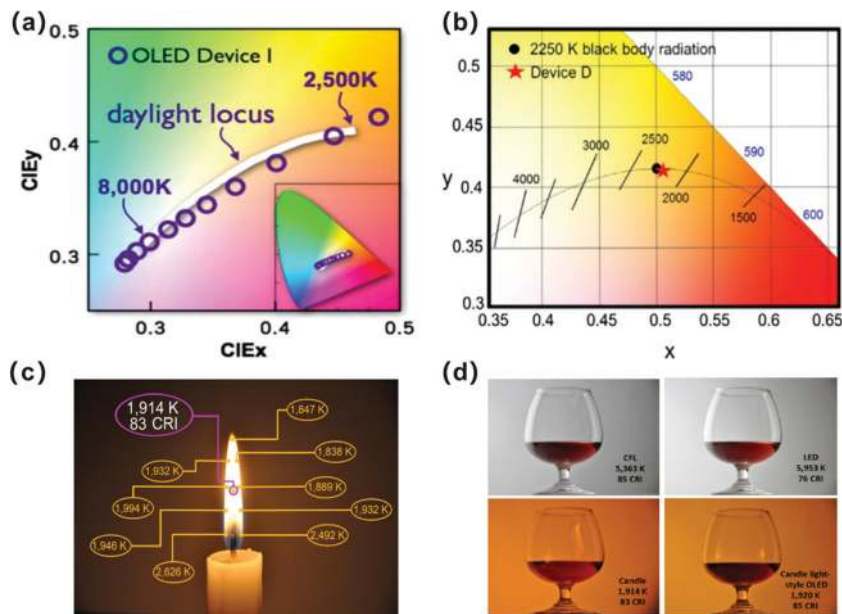 (a)
0.5
OLED Device I
2,500K
daylight locus
0.4
8,000K
0.3
CIEy
0.3
0.4
0.5
CIEx
(b)
2250 K black body radiation
Device D
0.5
0.45
y
0.4
0.35
0.3
580
590
600
4000
3000
2500
2000
1500
0.35
0.4
0.45
0.5
0.55
0.6
0.65
x
(c)
1,914 K
83 CRI
1,847 K
1,838 K
1,932 K
1,889 K
1,994 K
1,932 K
1,946 K
2,492 K
2,626 K
(d)
CFL
5,363 K
85 CRI
LED
5,953 K
76 CRI
Candle
1,914 K
83 CRI
Candle light-
style OLED
1,920 K
85 CRI